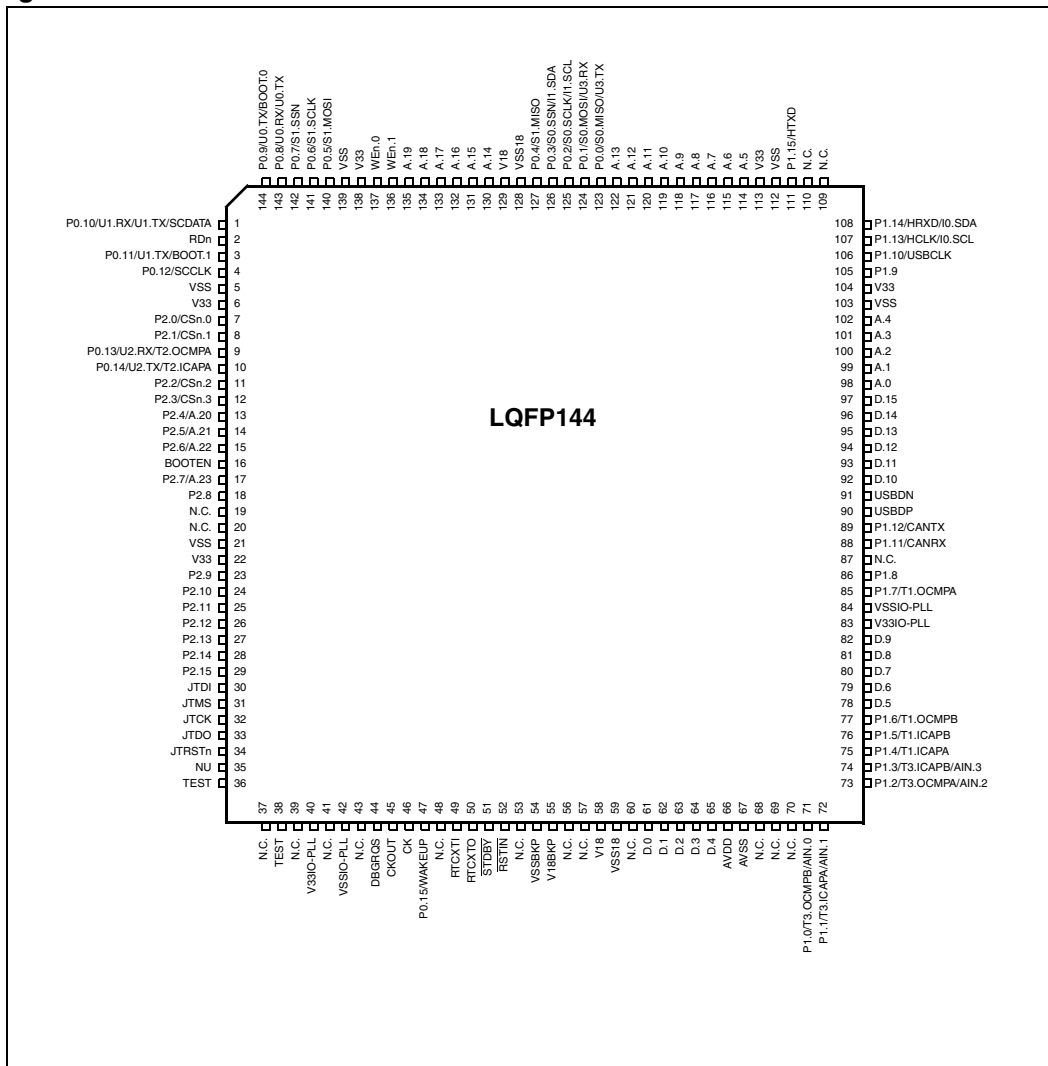 P0.9/U0.TX/BOOT.0
P0.8/U0.RX/U0.TX
P0.7/S1.SSN
P0.6/S1.SCLK
P0.5/S1.MOSI
VSS
V33
WEn.0
WEn.1
A.19
A.18
A.17
A.16
A.15
A.14
V18
VSS18
P0.4/S1.MISO
P0.3/S0.SSN/I1.SDA
P0.2/S0.SCLK/I1.SCL
P0.1/S0.MOSI/U3.RX
P0.0/S0.MISO/U3.TX
A.13
A.12
A.11
A.10
A.9
A.8
A.7
A.6
A.5
V33
VSS
P1.15/HTXD
N.C.
N.C.
144 143 142 141 140 139 138 137 136 135 134 133 132 131 130 129 128 127 126 125 124 123 122 121 120 119 118 117 116 115 114 113 112 111 110 109
P0.10/U1.RX/U1.TX/SCDATA 1
RDn 2
P0.11/U1.TX/BOOT.1 3
P0.12/SCCLK 4
VSS 5
V33 6
P2.0/CSn.0 7
P2.1/CSn.1 8
P0.13/U2.RX/T2.OCMPA 9
P0.14/U2.TX/T2.ICAPA 10
P2.2/CSn.2 11
P2.3/CSn.3 12
P2.4/A.20 13
P2.5/A.21 14
P2.6/A.22 15
BOOTEN 16
P2.7/A.23 17
P2.8 18
N.C. 19
N.C. 20
VSS 21
V33 22
P2.9 23
P2.10 24
P2.11 25
P2.12 26
P2.13 27
P2.14 28
P2.15 29
JTDI 30
JTMS 31
JTCK 32
JTDO 33
JTRSTn 34
NU 35
TEST 36
LQFP144
108 P1.14/HRXD/I0.SDA
107 P1.13/HCLK/I0.SCL
106 P1.10/USBCLK
105 P1.9
104 V33
103 VSS
102 A.4
101 A.3
100 A.2
99 A.1
98 A.0
97 D.15
96 D.14
95 D.13
94 D.12
93 D.11
92 D.10
91 USBDN
90 USBDP
89 P1.12/CANTX
88 P1.11/CANRX
87 N.C.
86 P1.8
85 P1.7/T1.OCMPA
84 VSSIO-PLL
83 V33IO-PLL
82 D.9
81 D.8
80 D.7
79 D.6
78 D.5
77 P1.6/T1.OCMPB
76 P1.5/T1.ICAPB
75 P1.4/T1.ICAPA
74 P1.3/T3.ICAPB/AIN.3
73 P1.2/T3.OCMPA/AIN.2
37 38 39 40 41 42 43 44 45 46 47 48 49 50 51 52 53 54 55 56 57 58 59 60 61 62 63 64 65 66 67 68 69 70 71 72
N.C.
TEST
N.C.
V33IO-PLL
N.C.
VSSIO-PLL
N.C.
DBGRQS
CKOUT
CK
P0.15/WAKEUP
N.C.
RTCXTI
RTCXTO
STDBY
RSTIN
N.C.
VSSBKP
V18BKP
N.C.
N.C.
V18
VSS18
N.C.
D.0
D.1
D.2
D.3
D.4
AVDD
AVSS
N.C.
N.C.
N.C.
P1.0/T3.OCMPB/AIN.0
P1.1/T3.ICAPA/AIN.1